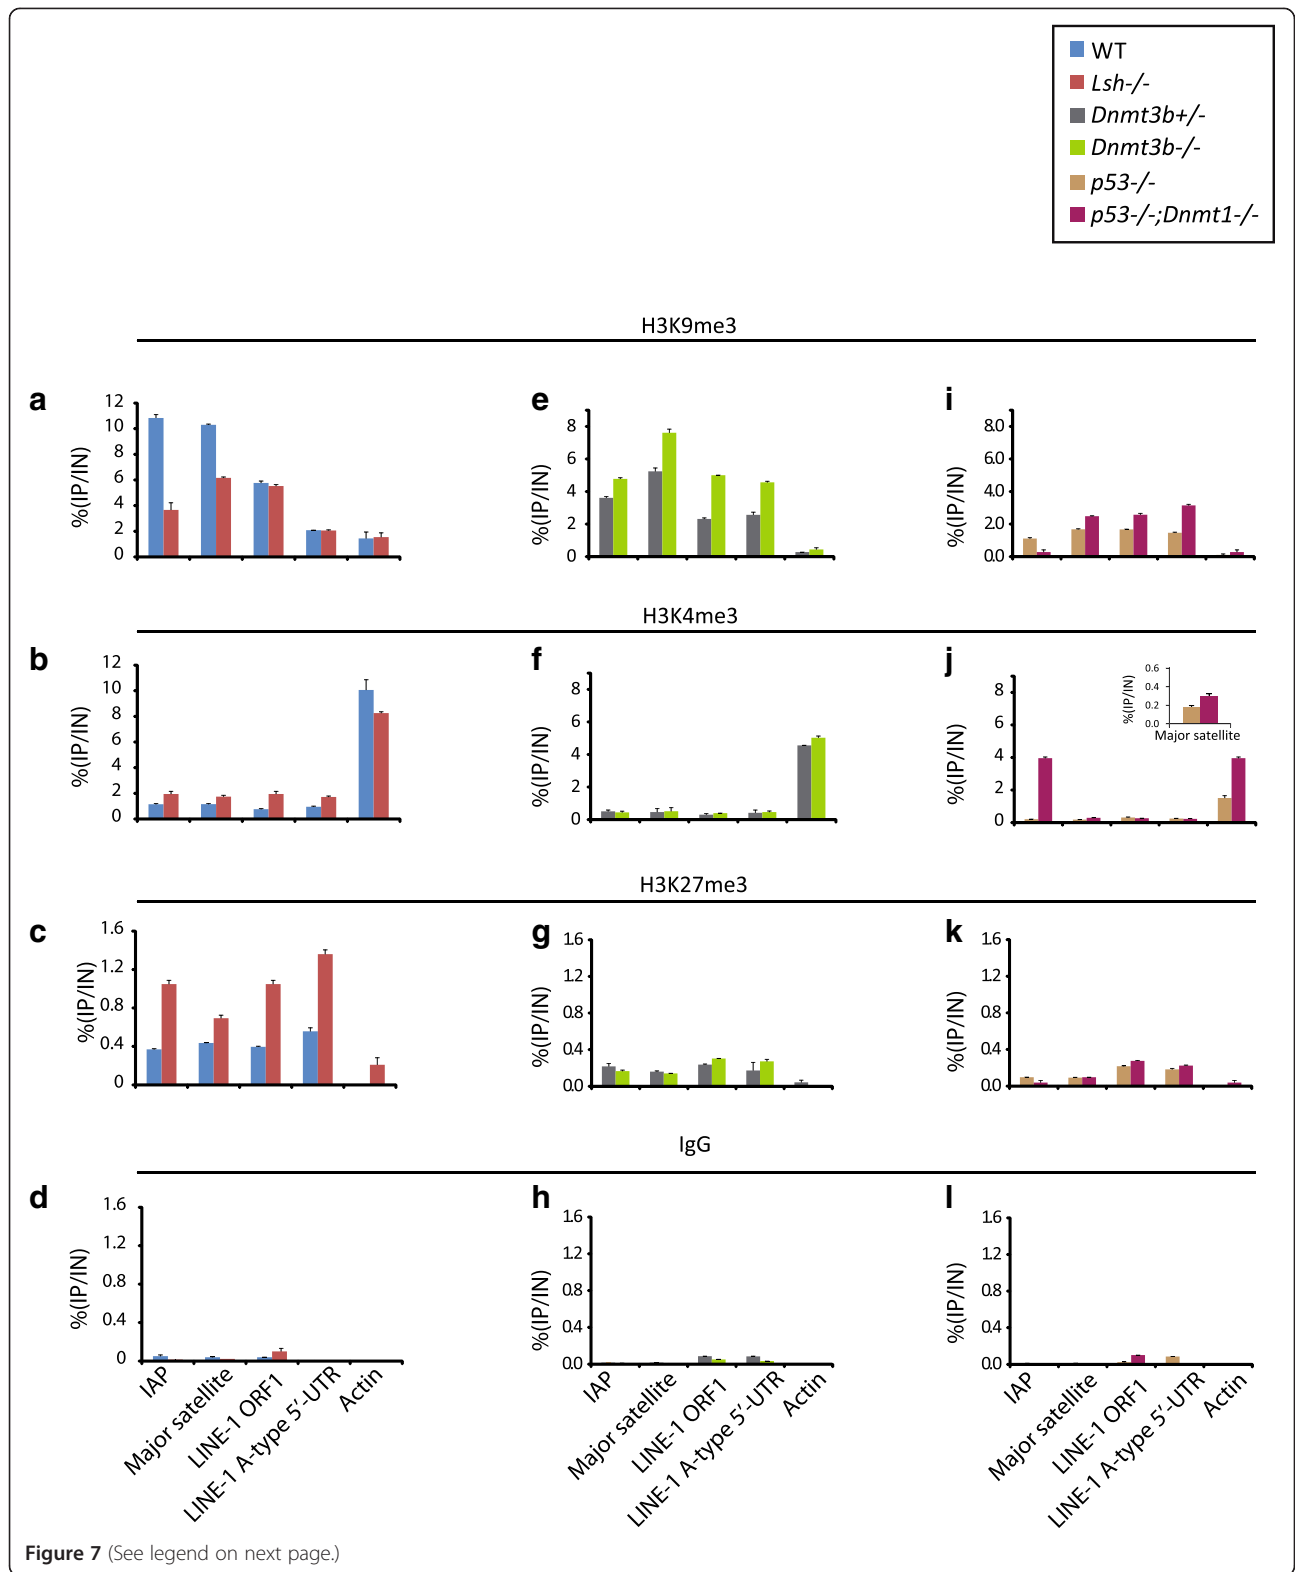 WT
Lsh-/-
Dnmt3b+/-
Dnmt3b-/-
p53-/-
p53-/-;Dnmt1-/-
H3K9me3
a
12
10
8
6
4
2
0
%(IP/IN)
e
8
6
4
2
0
%(IP/IN)
i
8.0
6.0
4.0
2.0
0.0
%(IP/IN)
H3K4me3
b
12
10
8
6
4
2
0
%(IP/IN)
f
8
6
4
2
0
%(IP/IN)
j
8
6
4
2
0
%(IP/IN)
0.6
0.4
0.2
0.0
%(IP/IN)
Major satellite
H3K27me3
c
1.6
1.2
0.8
0.4
0
%(IP/IN)
g
1.6
1.2
0.8
0.4
0.0
%(IP/IN)
k
1.6
1.2
0.8
0.4
0.0
%(IP/IN)
IgG
d
1.6
1.2
0.8
0.4
0
%(IP/IN)
IAP
Major satellite
LINE-1 ORF1
LINE-1 A-type 5′-UTR
Actin
h
1.6
1.2
0.8
0.4
0.0
%(IP/IN)
IAP
Major satellite
LINE-1 ORF1
LINE-1 A-type 5′-UTR
Actin
l
1.6
1.2
0.8
0.4
0.0
%(IP/IN)
IAP
Major satellite
LINE-1 ORF1
LINE-1 A-type 5′-UTR
Actin
Figure 7 (See legend on next page.)